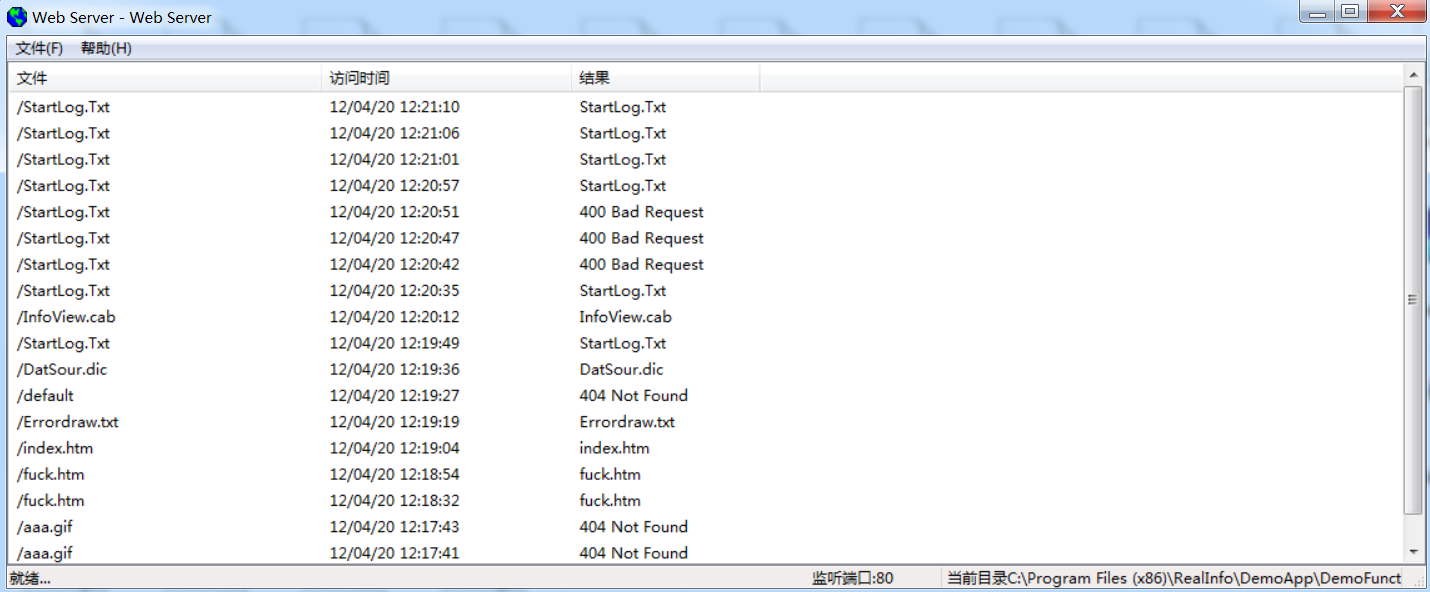 Web Server - Web Server
文件(F) 帮助(H)
文件 访问时间 结果
/StartLog.Txt 12/04/20 12:21:10 StartLog.Txt
/StartLog.Txt 12/04/20 12:21:06 StartLog.Txt
/StartLog.Txt 12/04/20 12:21:01 StartLog.Txt
/StartLog.Txt 12/04/20 12:20:57 StartLog.Txt
/StartLog.Txt 12/04/20 12:20:51 400 Bad Request
/StartLog.Txt 12/04/20 12:20:47 400 Bad Request
/StartLog.Txt 12/04/20 12:20:42 400 Bad Request
/StartLog.Txt 12/04/20 12:20:35 StartLog.Txt
/InfoView.cab 12/04/20 12:20:12 InfoView.cab
/StartLog.Txt 12/04/20 12:19:49 StartLog.Txt
/DatSour.dic 12/04/20 12:19:36 DatSour.dic
/default 12/04/20 12:19:27 404 Not Found
/Errordraw.txt 12/04/20 12:19:19 Errordraw.txt
/index.htm 12/04/20 12:19:04 index.htm
/fuck.htm 12/04/20 12:18:54 fuck.htm
/fuck.htm 12/04/20 12:18:32 fuck.htm
/aaa.gif 12/04/20 12:17:43 404 Not Found
/aaa.gif 12/04/20 12:17:41 404 Not Found
就绪... 监听端口:80 当前目录C:\Program Files (x86)\RealInfo\DemoApp\DemoFunct